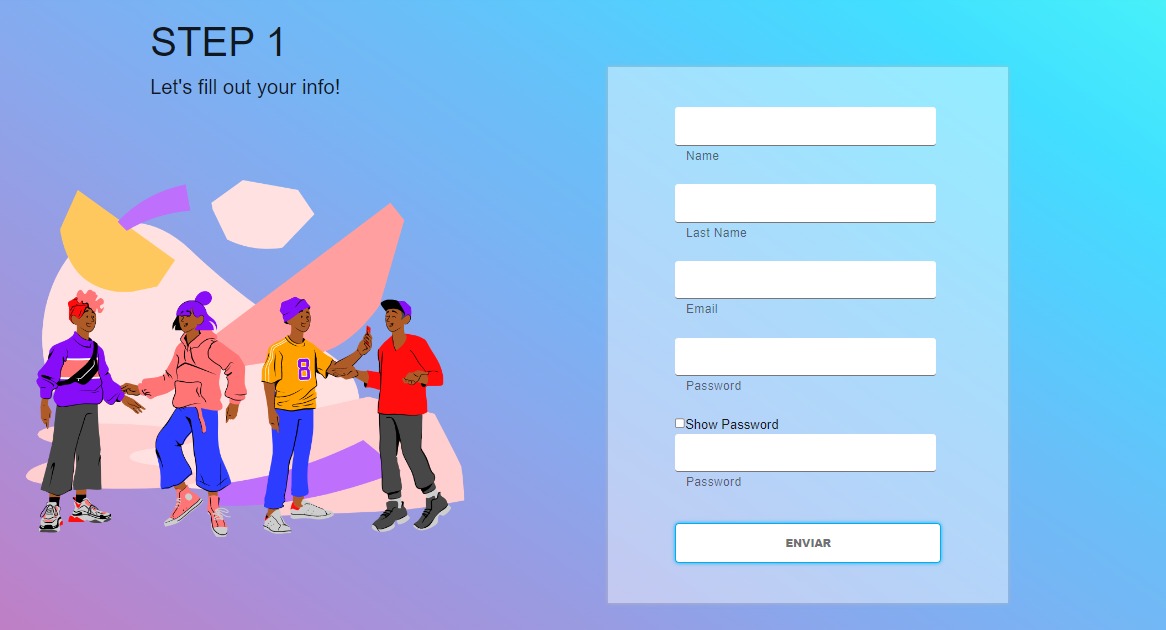 STEP 1
Let's fill out your info!
Name
Last Name
Email
Password
Show Password
Password
ENVIAR
8